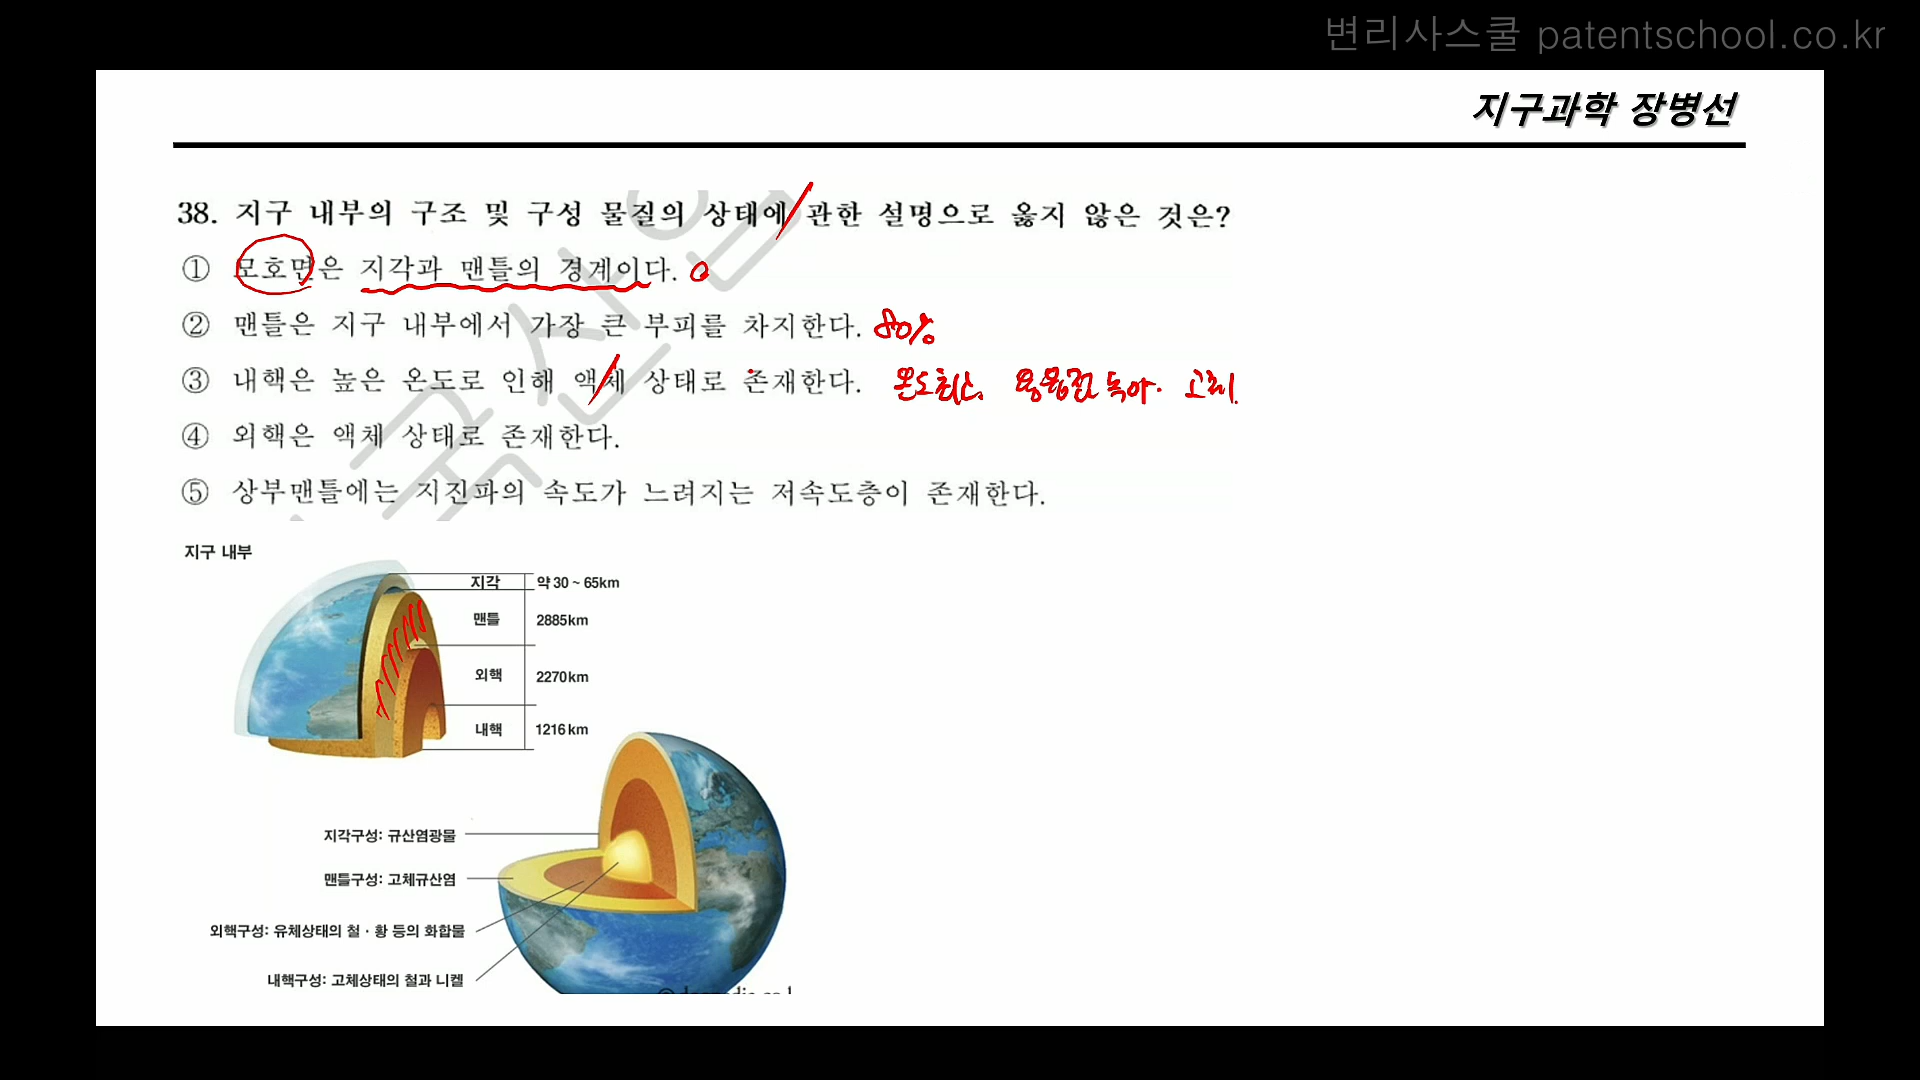 변리사스쿨 patentschool.co.kr
지구과학 장병선
38. 지구 내부의 구조 및 구성 물질의 상태에 관한 설명으로 옳지 않은 것은?
① 모호면은 지각과 맨틀의 경계이다.
② 맨틀은 지구 내부에서 가장 큰 부피를 차지한다. 80%
③ 내핵은 높은 온도로 인해 액체 상태로 존재한다. 고체.
④ 외핵은 액체 상태로 존재한다.
⑤ 상부맨틀에는 지진파의 속도가 느려지는 저속도층이 존재한다.
지구 내부
지각 약 30 ~ 65km
맨틀 2885km
외핵 2270km
내핵 1216km
지각구성: 규산염광물
맨틀구성: 고체규산염
외핵구성: 유체상태의 철 · 황 등의 화합물
내핵구성: 고체상태의 철과 니켈